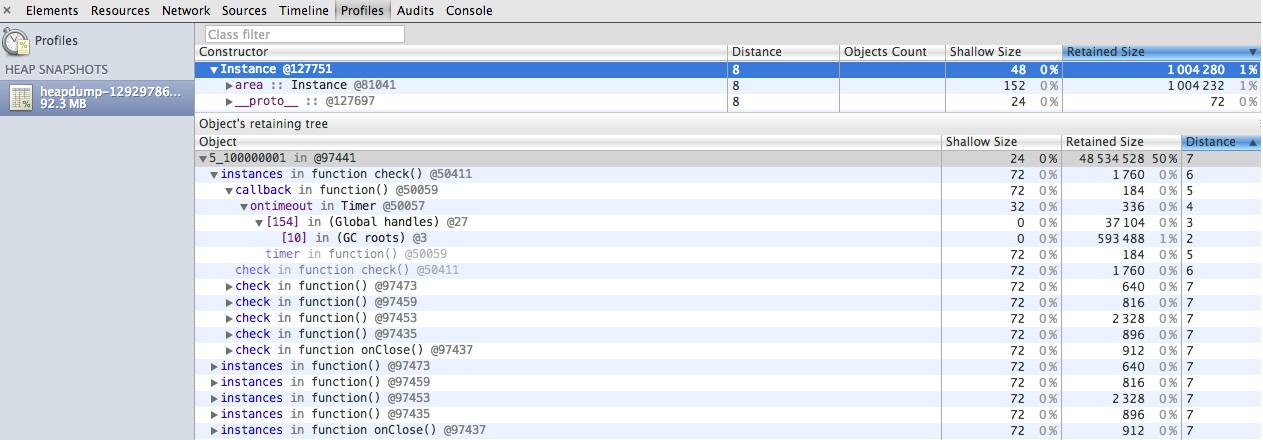 × Elements Resources Network Sources Timeline Profiles Audits Console
Profiles
HEAP SNAPSHOTS
heapdump-12929786...
92.3 MB
Class filter
Constructor Distance Objects Count Shallow Size Retained Size ▼
▼Instance @127751 8 48 0% 1 004 280 1%
▶area :: Instance @81041 8 152 0% 1 004 232 1%
▶__proto__ :: @127697 8 24 0% 72 0%
Object's retaining tree
Object Shallow Size Retained Size Distance ▲
▼5_100000001 in @97441 24 0% 48 534 528 50% 7
▼instances in function check() @50411 72 0% 1 760 0% 6
▼callback in function() @50059 72 0% 184 0% 5
▼ontimeout in Timer @50057 32 0% 336 0% 4
▼[154] in (Global handles) @27 0 0% 37 104 0% 3
[10] in (GC roots) @3 0 0% 593 488 1% 2
timer in function() @50059 72 0% 184 0% 5
check in function check() @50411 72 0% 1 760 0% 6
▶check in function() @97473 72 0% 640 0% 7
▶check in function() @97459 72 0% 816 0% 7
▶check in function() @97453 72 0% 2 328 0% 7
▶check in function() @97435 72 0% 896 0% 7
▶check in function onClose() @97437 72 0% 912 0% 7
▶instances in function() @97473 72 0% 640 0% 7
▶instances in function() @97459 72 0% 816 0% 7
▶instances in function() @97453 72 0% 2 328 0% 7
▶instances in function() @97435 72 0% 896 0% 7
▶instances in function onClose() @97437 72 0% 912 0% 7